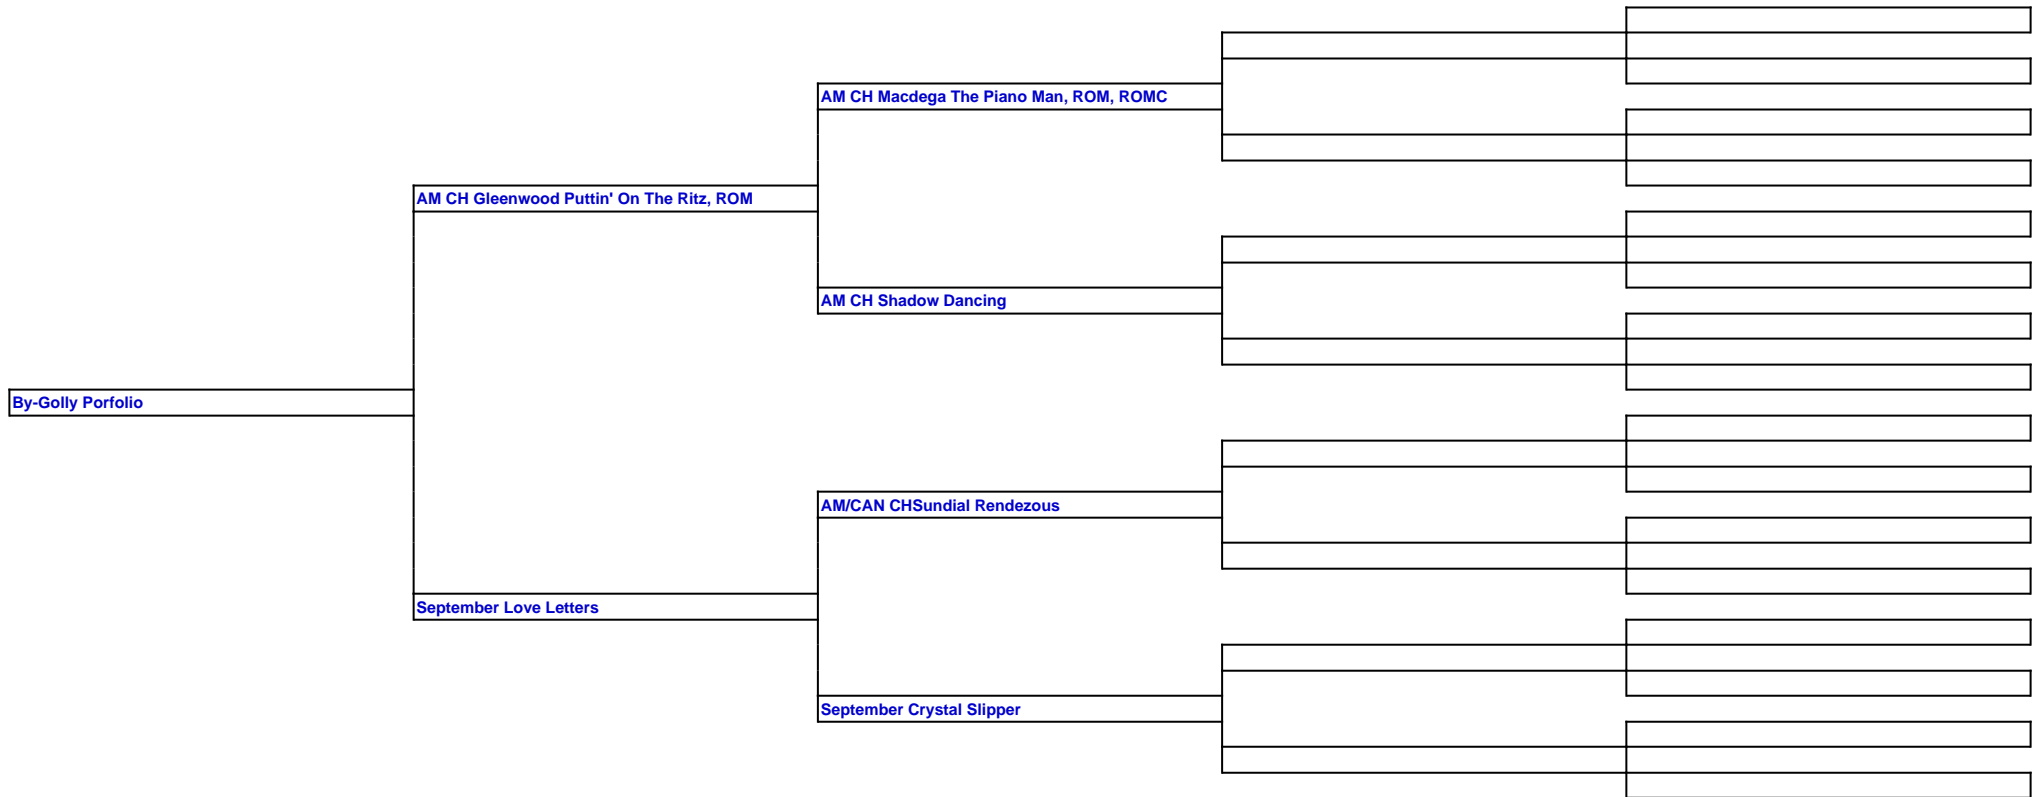 AM CH Macdega The Piano Man, ROM, ROMC
AM CH Gleenwood Puttin' On The Ritz, ROM
AM CH Shadow Dancing
By-Golly Porfolio
AM/CAN CHSundial Rendezous
September Love Letters
September Crystal Slipper